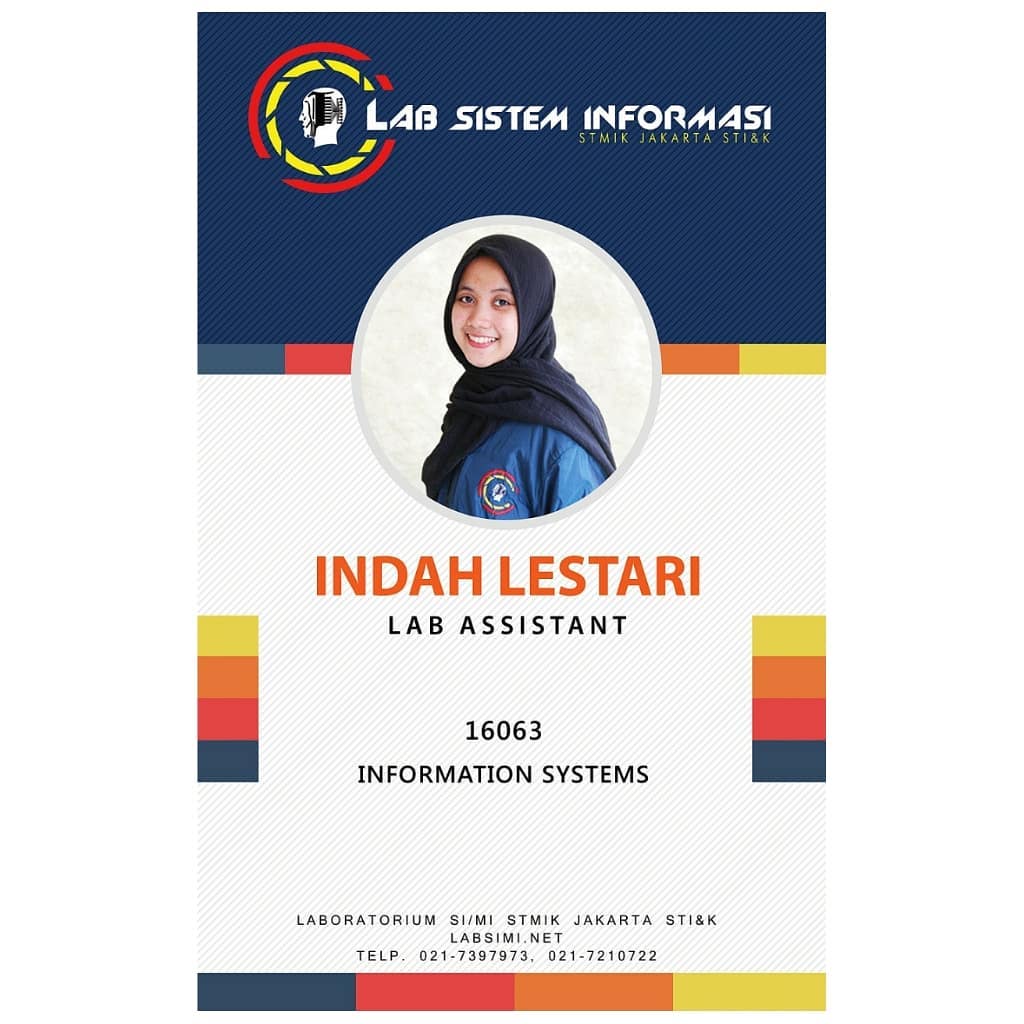 LAB SISTEM INFORMASI
STMIK JAKARTA STI&K
INDAH LESTARI
LAB ASSISTANT
16063
INFORMATION SYSTEMS
LABORATORIUM SI/MI STMIK JAKARTA STI&K
LABSIMI.NET
TELP. 021-7397973, 021-7210722